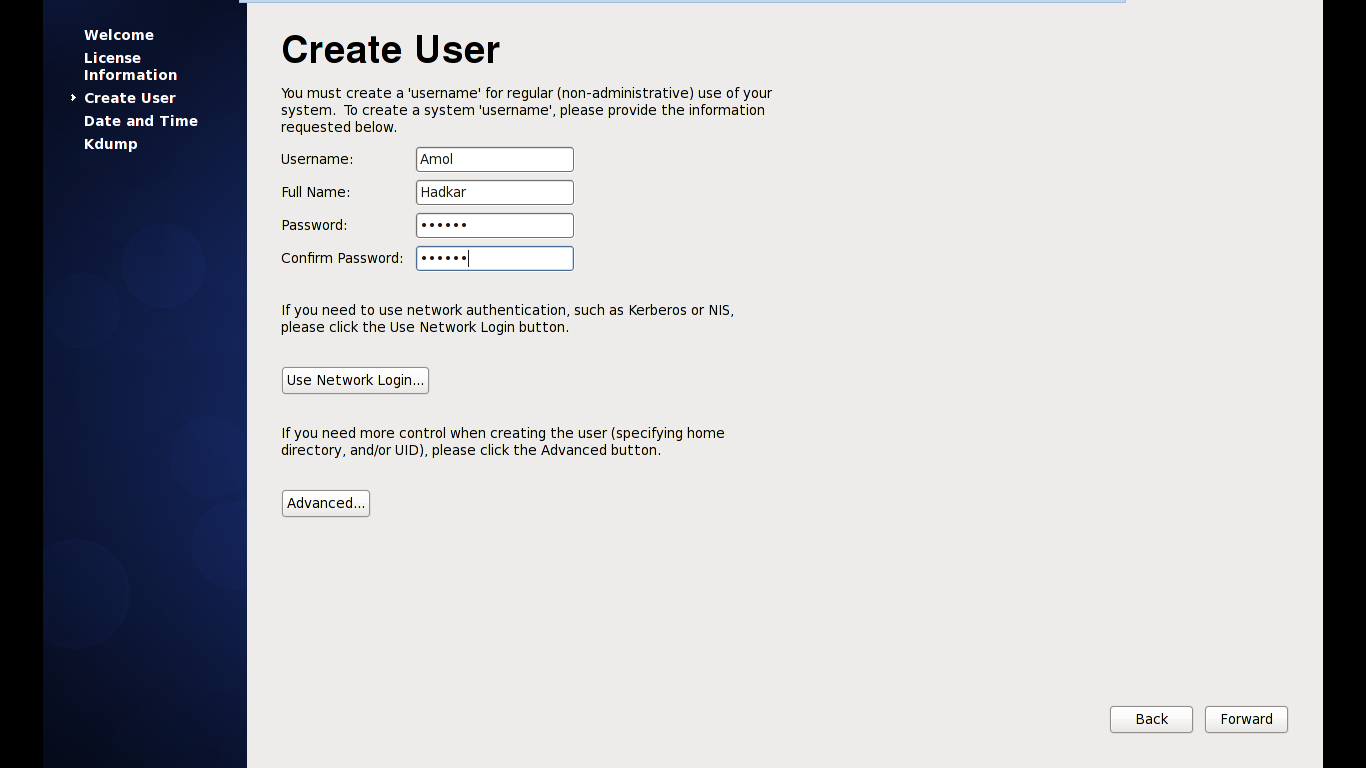 Welcome
License
Information
Create User
Date and Time
Kdump
Create User
You must create a 'username' for regular (non-administrative) use of your
system.  To create a system 'username', please provide the information
requested below.
Username: Amol
Full Name: Hadkar
Password: ••••••
Confirm Password: ••••••
If you need to use network authentication, such as Kerberos or NIS,
please click the Use Network Login button.
Use Network Login...
If you need more control when creating the user (specifying home
directory, and/or UID), please click the Advanced button.
Advanced...
Back Forward